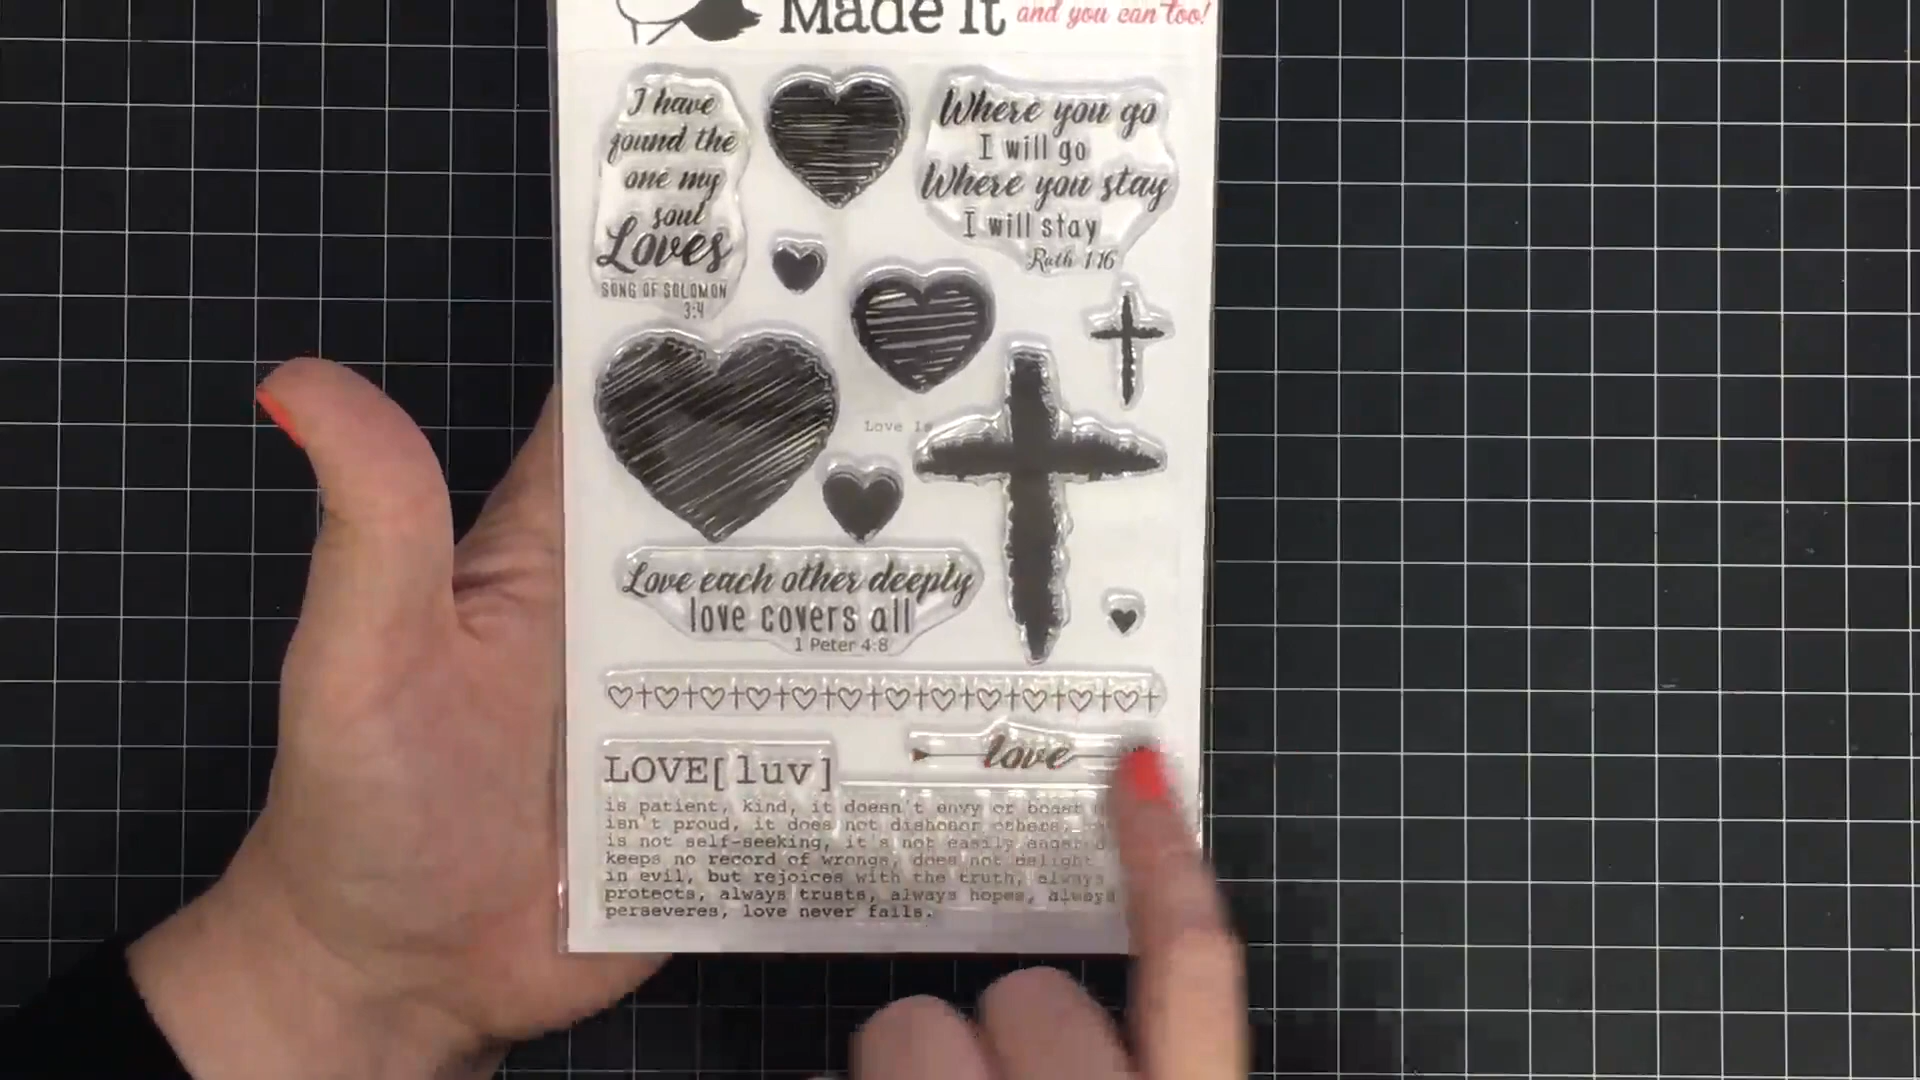 Made It and you can too!
I have
found the
one my
soul
Loves
SONG OF SOLOMON
3:4
Where you go
I will go
Where you stay
I will stay
Ruth 1:16
Love is
Love each other deeply
love covers all
1 Peter 4:8
love
LOVE[luv]
is patient, kind, it doesn't envy or boast
isn't proud, it does not dishonor others,
is not self-seeking, it's not easily angered
keeps no record of wrongs, does not delight
in evil, but rejoices with the truth, always
protects, always trusts, always hopes, always
perseveres, love never fails.